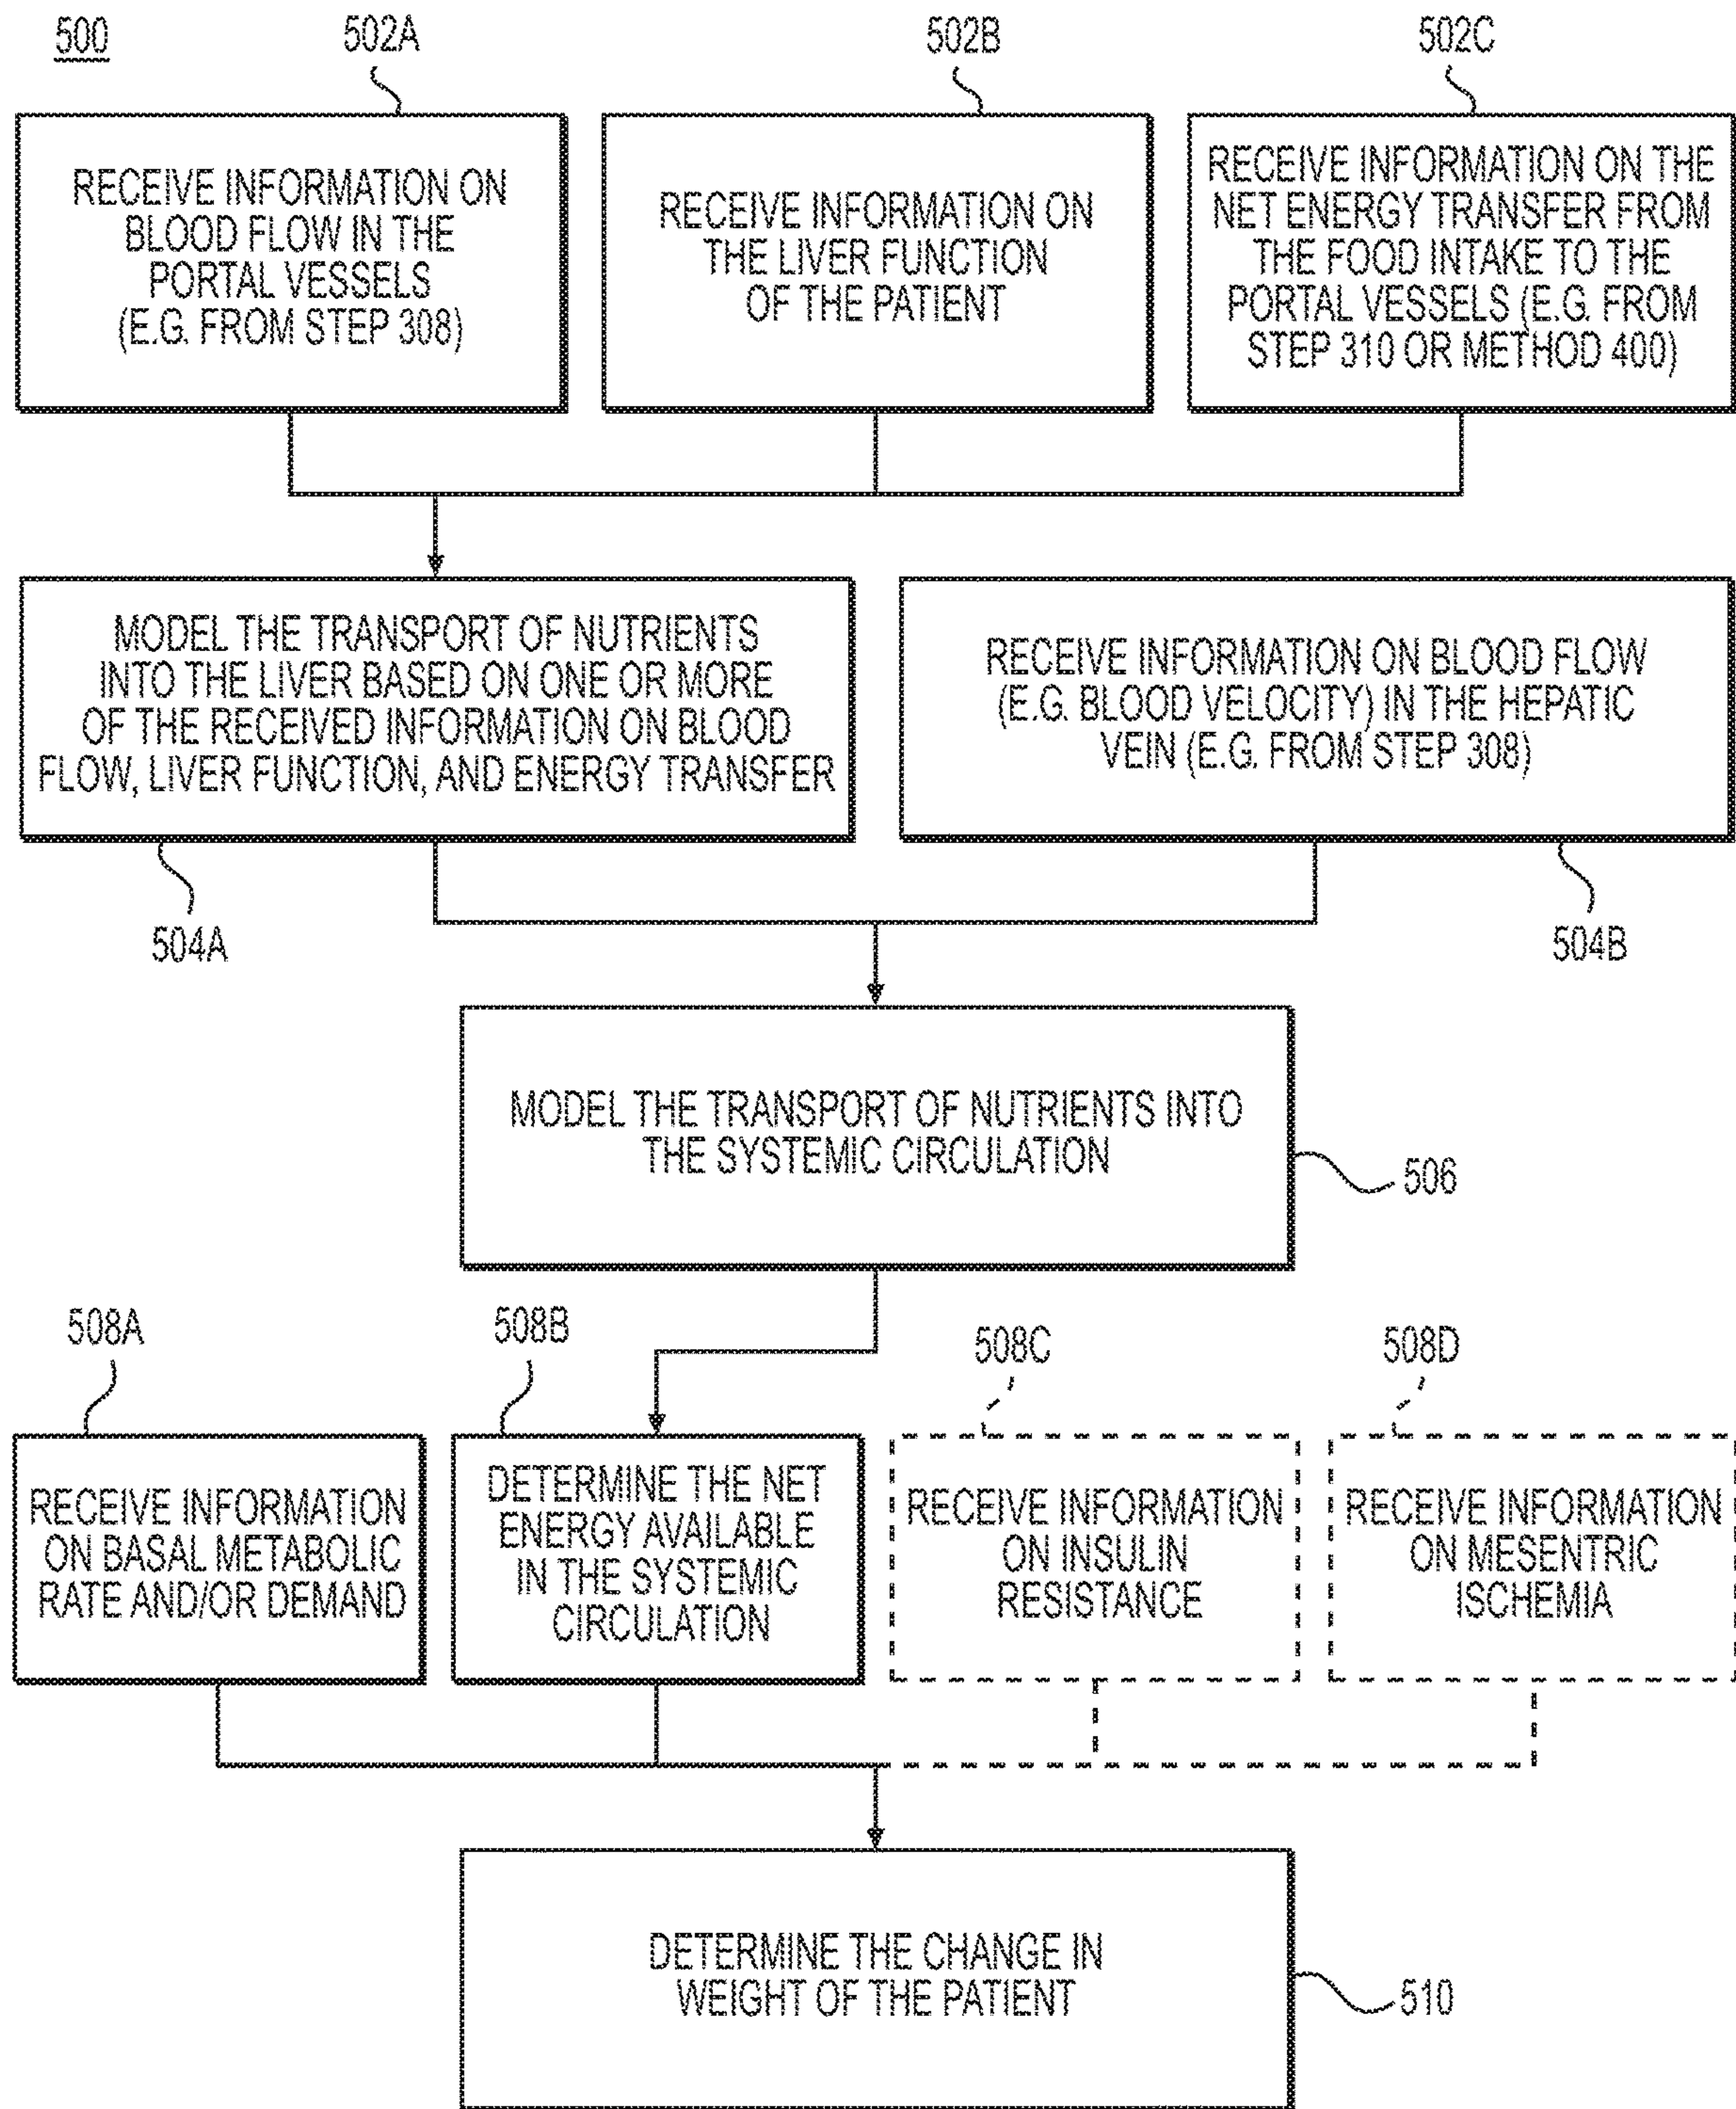 500
502A
502B
502C
RECEIVE INFORMATION ON
BLOOD FLOW IN THE
PORTAL VESSELS
(E.G. FROM STEP 308)
RECEIVE INFORMATION ON
THE LIVER FUNCTION
OF THE PATIENT
RECEIVE INFORMATION ON THE
NET ENERGY TRANSFER FROM
THE FOOD INTAKE TO THE
PORTAL VESSELS (E.G. FROM
STEP 310 OR METHOD 400)
MODEL THE TRANSPORT OF NUTRIENTS
INTO THE LIVER BASED ON ONE OR MORE
OF THE RECEIVED INFORMATION ON BLOOD
FLOW, LIVER FUNCTION, AND ENERGY TRANSFER
RECEIVE INFORMATION ON BLOOD FLOW
(E.G. BLOOD VELOCITY) IN THE HEPATIC
VEIN (E.G. FROM STEP 308)
504A
504B
MODEL THE TRANSPORT OF NUTRIENTS INTO
THE SYSTEMIC CIRCULATION
506
508A
508B
508C
508D
RECEIVE INFORMATION
ON BASAL METABOLIC
RATE AND/OR DEMAND
DETERMINE THE NET
ENERGY AVAILABLE
IN THE SYSTEMIC
CIRCULATION
RECEIVE INFORMATION
ON INSULIN
RESISTANCE
RECEIVE INFORMATION
ON MESENTRIC
ISCHEMIA
DETERMINE THE CHANGE IN
WEIGHT OF THE PATIENT
510